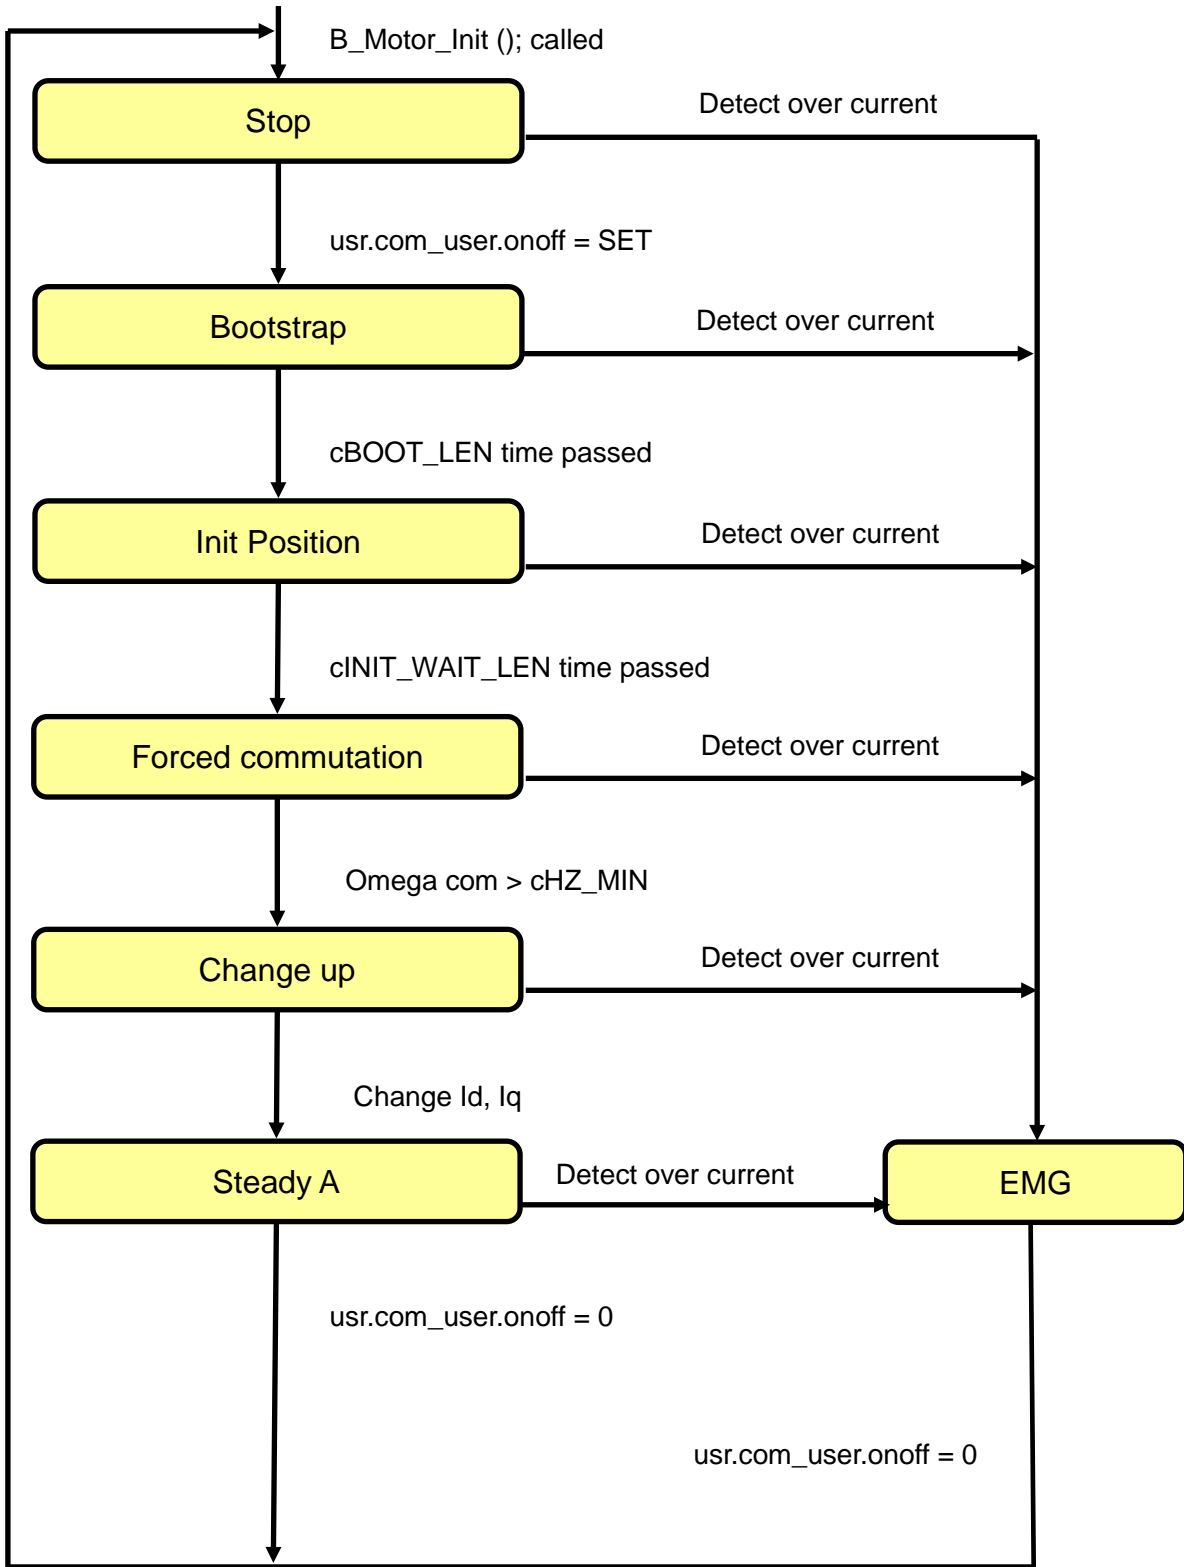 B_Motor_Init (); called
Stop
Detect over current
usr.com_user.onoff = SET
Bootstrap
Detect over current
cBOOT_LEN time passed
Init Position
Detect over current
cINIT_WAIT_LEN time passed
Forced commutation
Detect over current
Omega com > cHZ_MIN
Change up
Detect over current
Change Id, Iq
Steady A
Detect over current
EMG
usr.com_user.onoff = 0
usr.com_user.onoff = 0